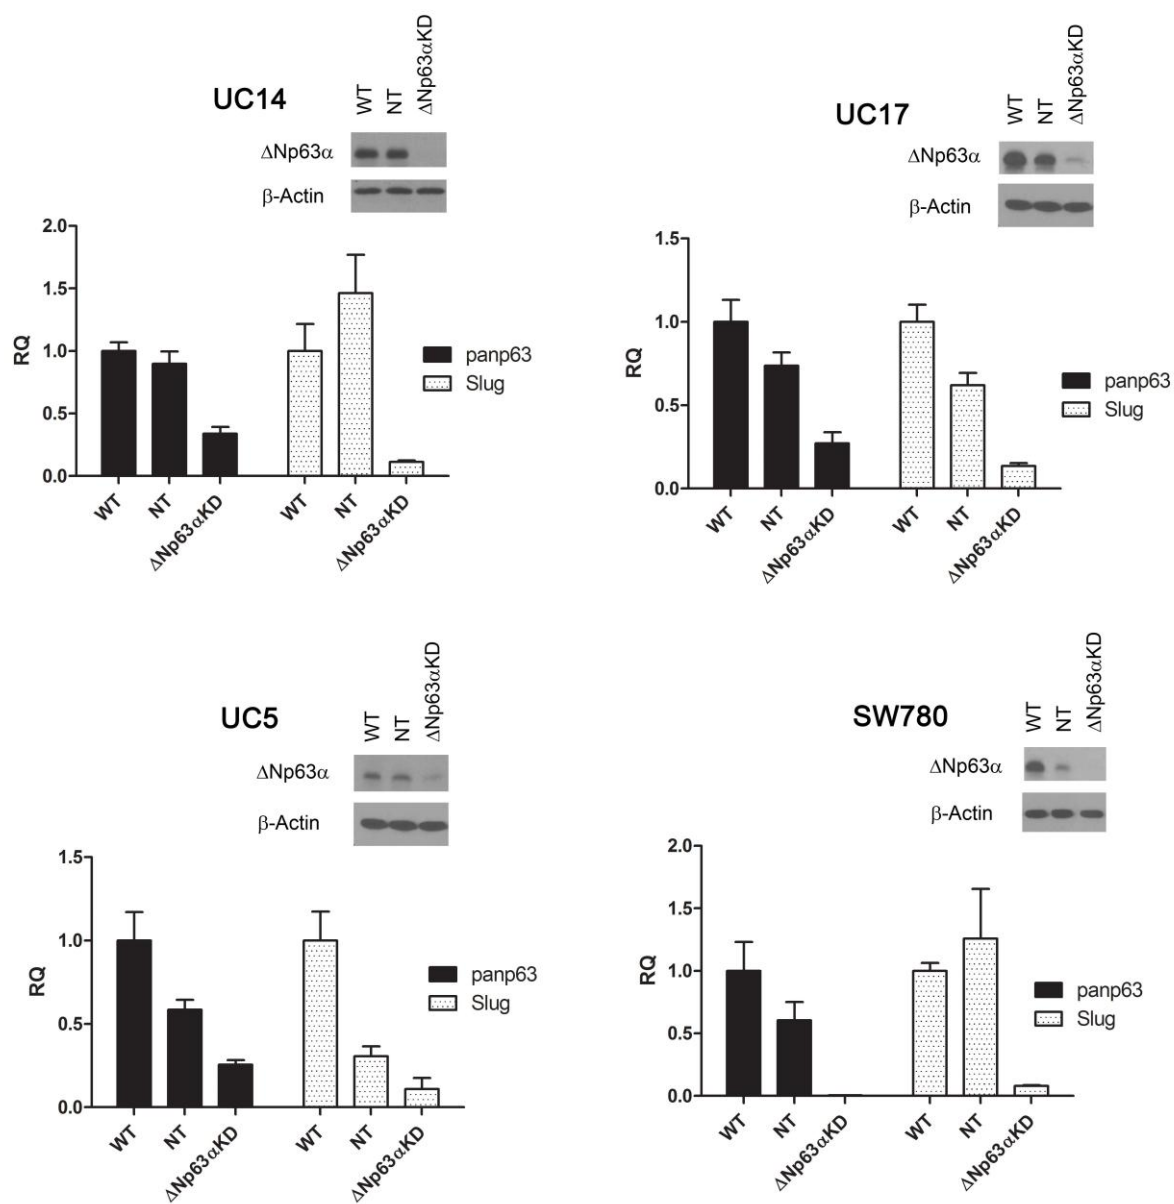 UC14
WT NT ΔNp63αKD
ΔNp63α
β-Actin
2.0
1.5
1.0
0.5
0.0
RQ
panp63
Slug
WT NT ΔNp63αKD WT NT ΔNp63αKD
UC17
WT NT ΔNp63αKD
ΔNp63α
β-Actin
1.5
1.0
0.5
0.0
RQ
panp63
Slug
WT NT ΔNp63αKD WT NT ΔNp63αKD
UC5
WT NT ΔNp63αKD
ΔNp63α
β-Actin
1.5
1.0
0.5
0.0
RQ
panp63
Slug
WT NT ΔNp63αKD WT NT ΔNp63αKD
SW780
WT NT ΔNp63αKD
ΔNp63α
β-Actin
2.0
1.5
1.0
0.5
0.0
RQ
panp63
Slug
WT NT ΔNp63αKD WT NT ΔNp63αKD